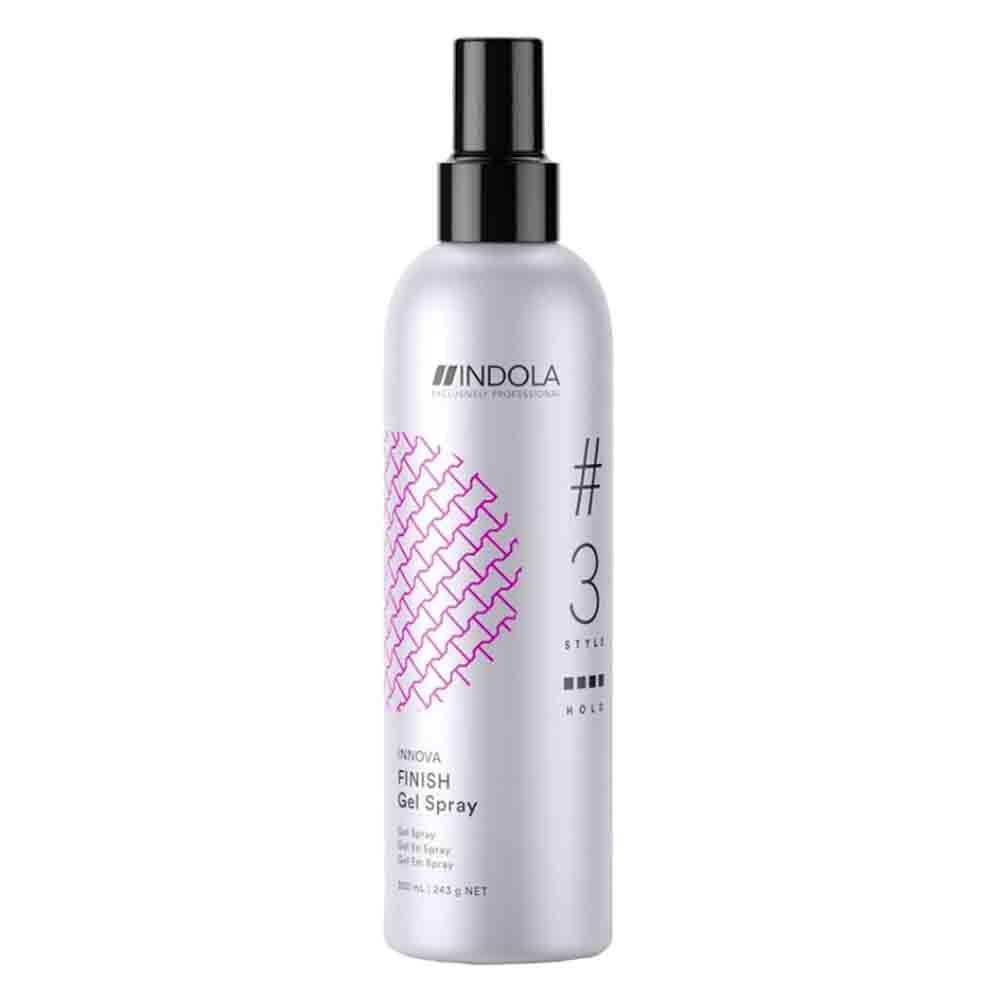 INDOLA
EXCLUSIVELY PROFESSIONAL
#
3
STYLE
HOLD
INNOVA
FINISH
Gel Spray
Gel Spray
Gel En Spray
Gel Em Spray
300 mL | 243 g NET